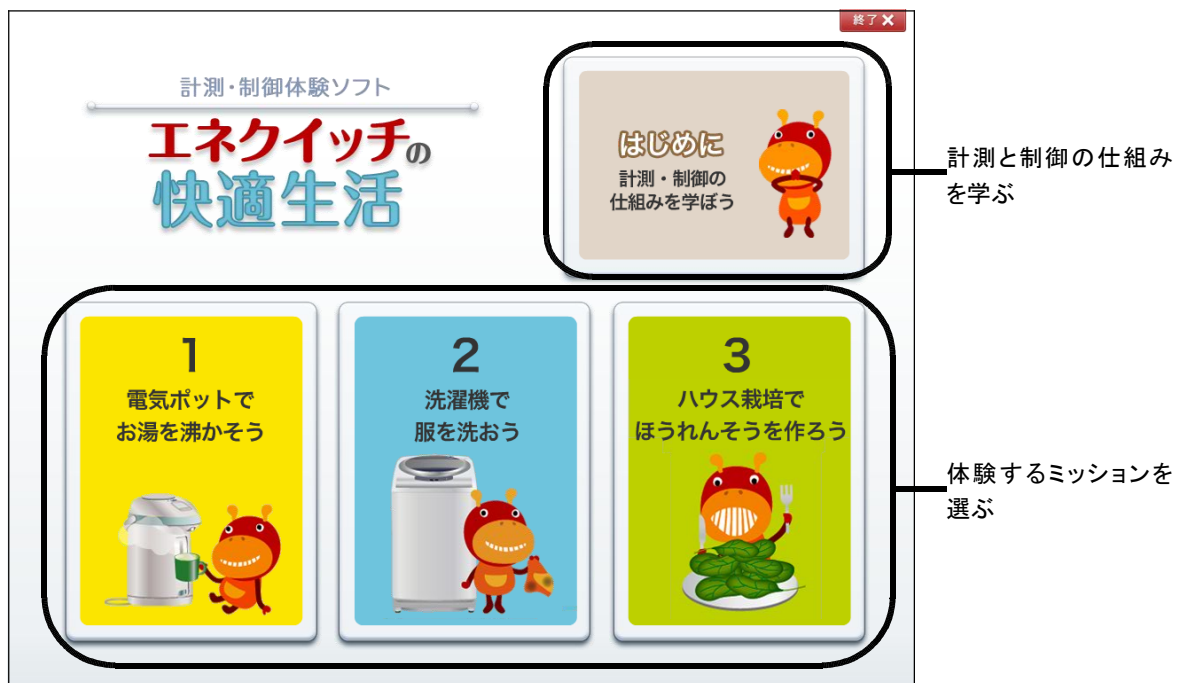 終了 ×
計測・制御体験ソフト
エネクイッチの
快適生活
はじめに
計測・制御の
仕組みを学ぼう
計測と制御の仕組み
を学ぶ
1
電気ポットで
お湯を沸かそう
2
洗濯機で
服を洗おう
3
ハウス栽培で
ほうれんそうを作ろう
体験するミッションを
選ぶ